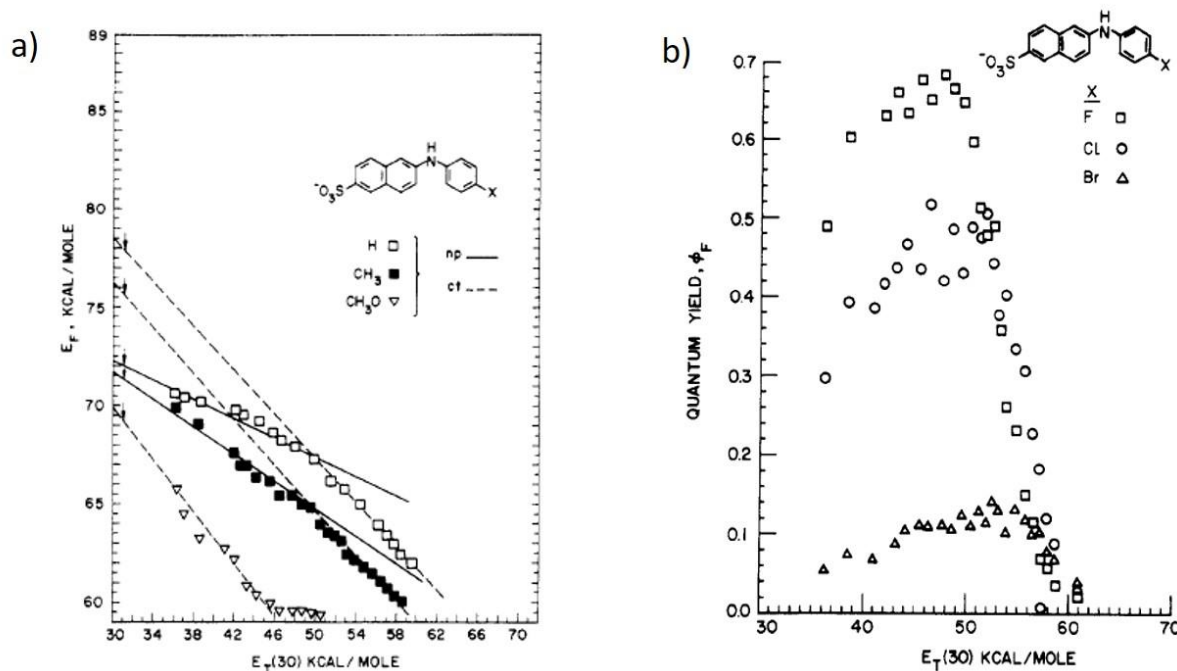 a)
89
85
80
75
70
65
60
E_F, KCAL/MOLE
H
N
⁻O₃S
X
H □
CH₃ ■
CH₃O ▽
np
ct
30 34 38 42 46 50 54 58 62 66 70
E_T(30) KCAL/MOLE
b)
H
N
⁻O₃S
X
X
F □
Cl ○
Br △
0.7
0.6
0.5
0.4
0.3
0.2
0.1
0.0
QUANTUM YIELD, ϕ_F
30 40 50 60 70
E_T(30) KCAL/MOLE